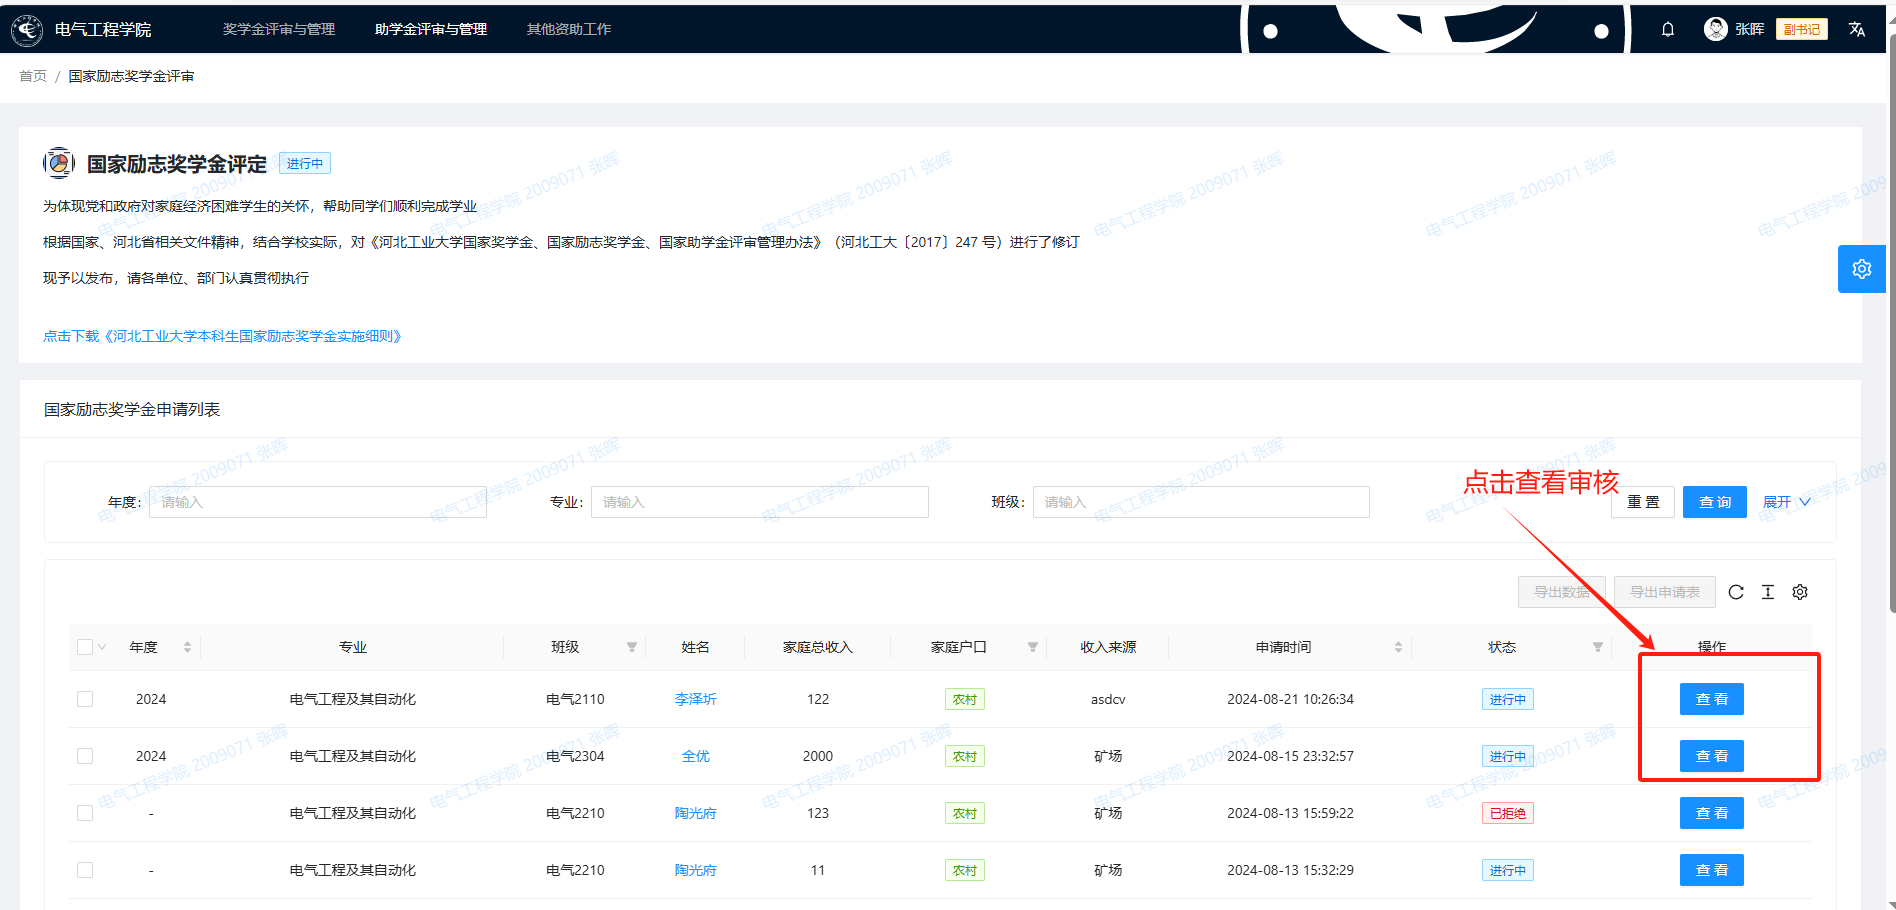 电气工程学院 奖学金评审与管理 助学金评审与管理 其他资助工作 张晖 副书记
首页 / 国家励志奖学金评审
国家励志奖学金评定 进行中
为体现党和政府对家庭经济困难学生的关怀，帮助同学们顺利完成学业
根据国家、河北省相关文件精神，结合学校实际，对《河北工业大学国家奖学金、国家励志奖学金、国家助学金评审管理办法》（河北工大〔2017〕247 号）进行了修订
现予以发布，请各单位、部门认真贯彻执行
点击下载《河北工业大学本科生国家励志奖学金实施细则》
国家励志奖学金申请列表
点击查看审核
年度: 请输入 专业: 请输入 班级: 请输入 重置 查询 展开
导出数据 导出申请表
年度 专业 班级 姓名 家庭总收入 家庭户口 收入来源 申请时间 状态 操作
2024 电气工程及其自动化 电气2110 李泽圻 122 农村 asdcv 2024-08-21 10:26:34 进行中 查看
2024 电气工程及其自动化 电气2304 全优 2000 农村 矿场 2024-08-15 23:32:57 进行中 查看
- 电气工程及其自动化 电气2210 陶光府 123 农村 矿场 2024-08-13 15:59:22 已拒绝 查看
- 电气工程及其自动化 电气2210 陶光府 11 农村 矿场 2024-08-13 15:32:29 进行中 查看
电气工程学院 2009071 张晖